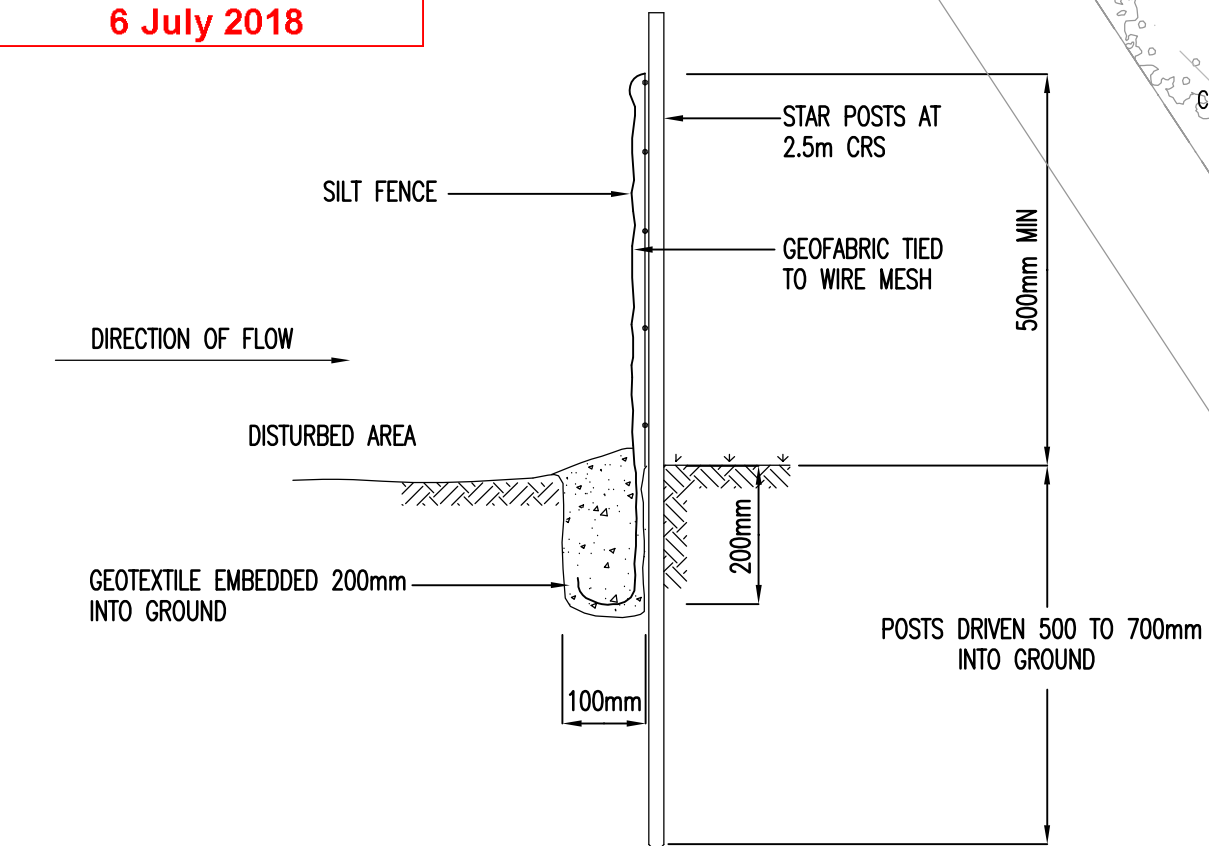 6 July 2018
STAR POSTS AT
2.5m CRS
SILT FENCE
GEOFABRIC TIED
TO WIRE MESH
500mm MIN
DIRECTION OF FLOW
DISTURBED AREA
200mm
GEOTEXTILE EMBEDDED 200mm
INTO GROUND
POSTS DRIVEN 500 TO 700mm
INTO GROUND
100mm